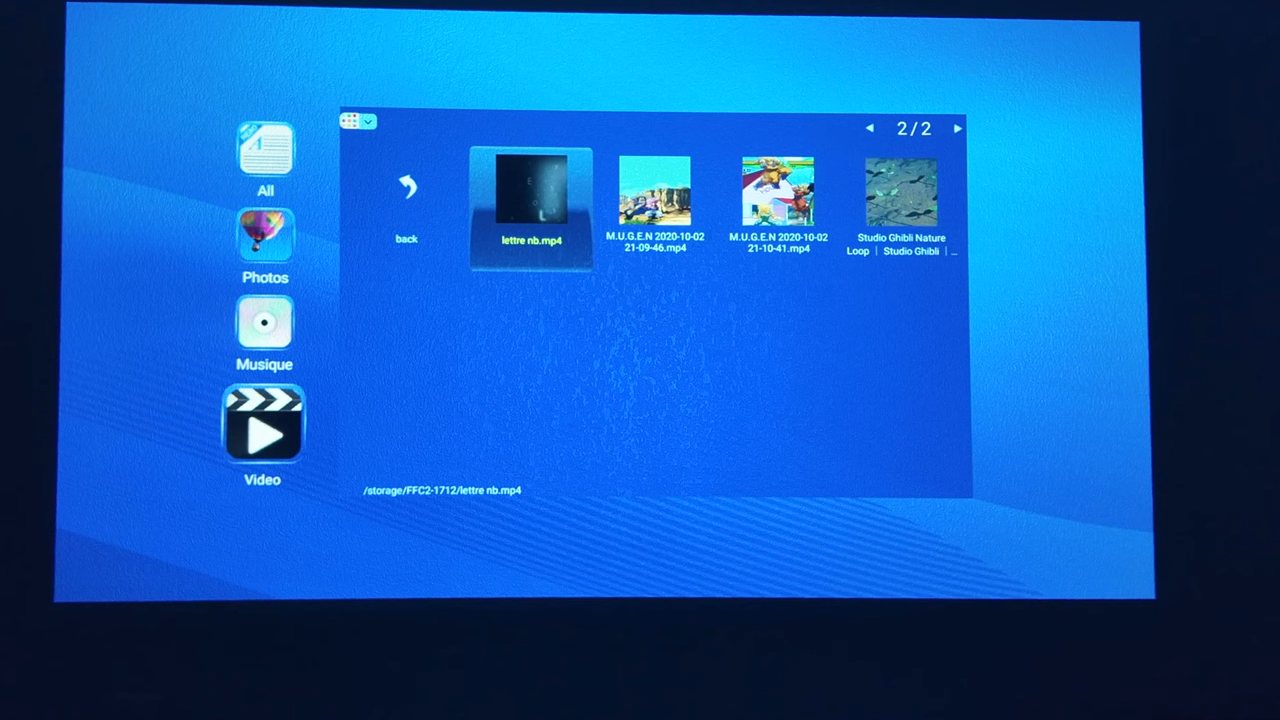 2/2
All
Photos
Musique
Video
back
lettre nb.mp4
M.U.G.E.N 2020-10-02
21-09-46.mp4
M.U.G.E.N 2020-10-02
21-10-41.mp4
Studio Ghibli Nature
Loop | Studio Ghibli | ...
/storage/FFC2-1712/lettre nb.mp4